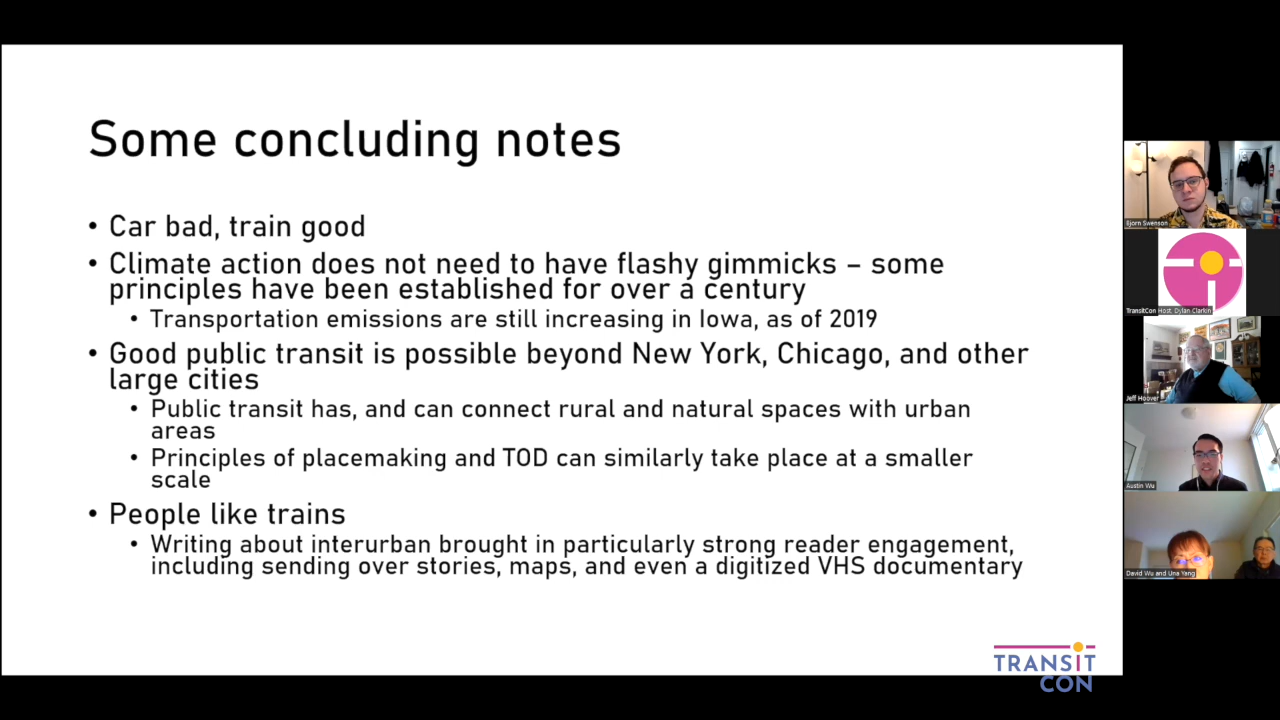 Some concluding notes
• Car bad, train good
• Climate action does not need to have flashy gimmicks – some
principles have been established for over a century
• Transportation emissions are still increasing in Iowa, as of 2019
• Good public transit is possible beyond New York, Chicago, and other
large cities
• Public transit has, and can connect rural and natural spaces with urban
areas
• Principles of placemaking and TOD can similarly take place at a smaller
scale
• People like trains
• Writing about interurban brought in particularly strong reader engagement,
including sending over stories, maps, and even a digitized VHS documentary
TRANSIT
CON
Bjorn Swenson
TransitCon Host: Dylan Clarkin
Jeff Hoover
Austin Wu
David Wu and Una Yang